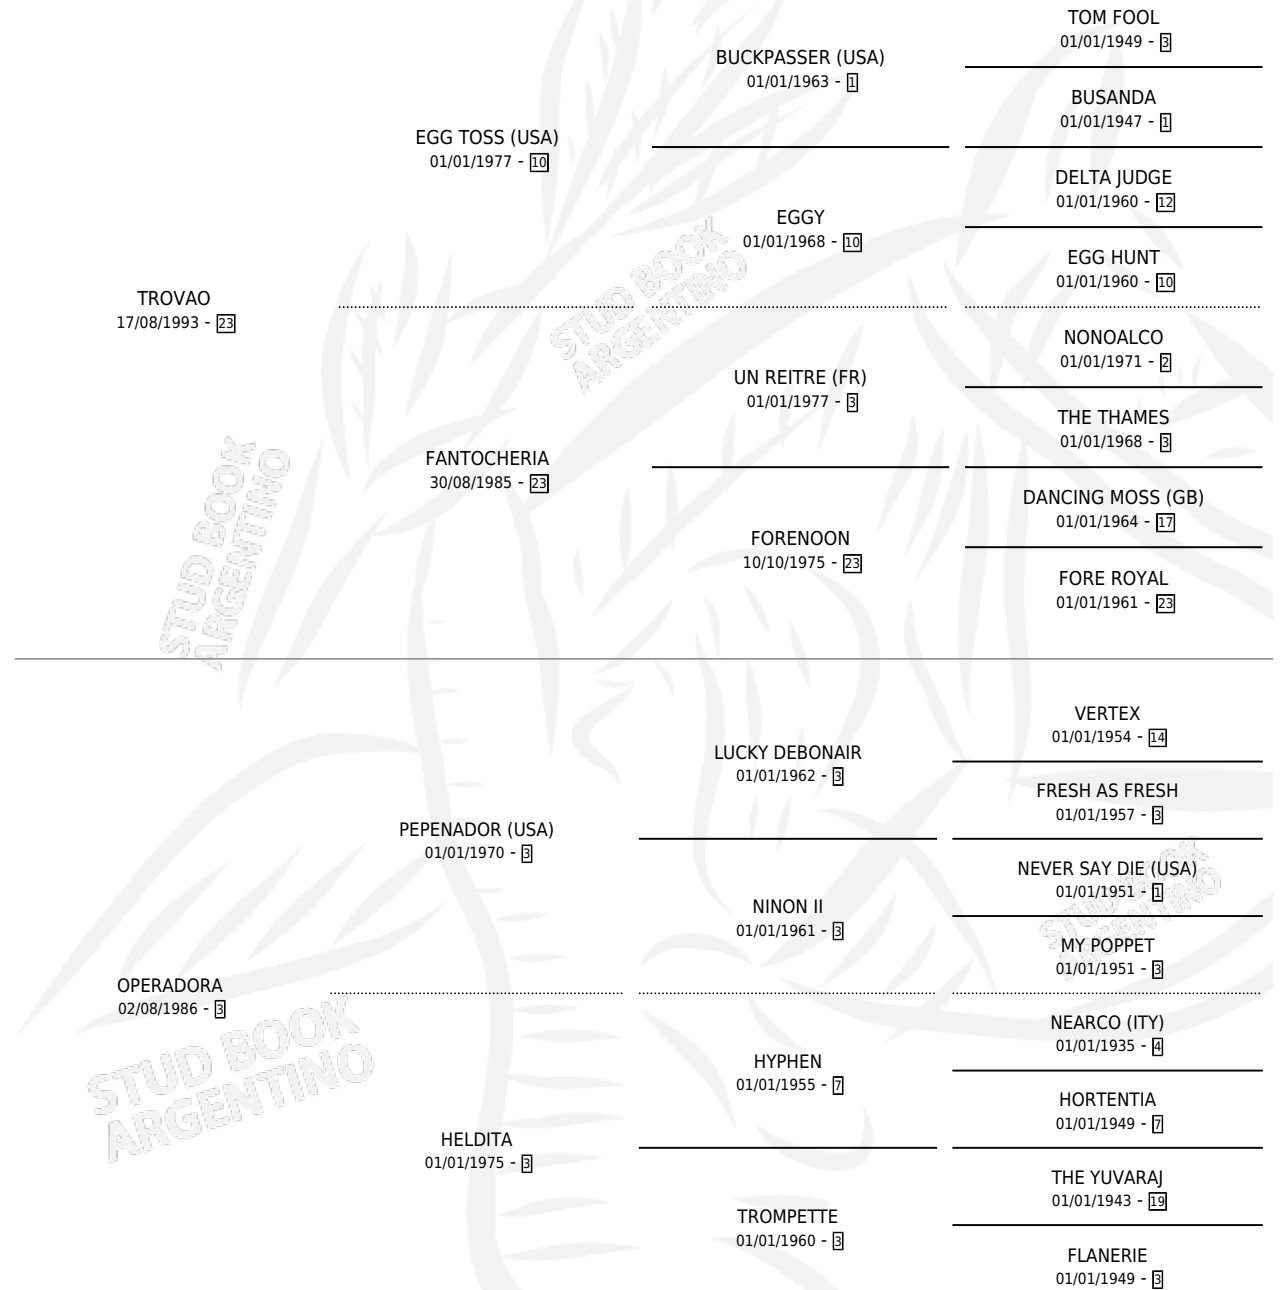 TOM FOOL
01/01/1949 - 3
BUCKPASSER (USA)
01/01/1963 - 1
BUSANDA
01/01/1947 - 1
EGG TOSS (USA)
01/01/1977 - 10
DELTA JUDGE
01/01/1960 - 12
EGGY
01/01/1968 - 10
EGG HUNT
01/01/1960 - 10
TROVAO
17/08/1993 - 23
NONOALCO
01/01/1971 - 2
UN REITRE (FR)
01/01/1977 - 3
THE THAMES
01/01/1968 - 3
FANTOCHERIA
30/08/1985 - 23
DANCING MOSS (GB)
01/01/1964 - 17
FORENOON
10/10/1975 - 23
FORE ROYAL
01/01/1961 - 23
STUD BOOK
ARGENTINO
STUD BOOK
ARGENTINO
VERTEX
01/01/1954 - 14
LUCKY DEBONAIR
01/01/1962 - 3
FRESH AS FRESH
01/01/1957 - 3
PEPENADOR (USA)
01/01/1970 - 3
NEVER SAY DIE (USA)
01/01/1951 - 1
NINON II
01/01/1961 - 3
MY POPPET
01/01/1951 - 3
STUD BOOK
ARGENTINO
OPERADORA
02/08/1986 - 3
NEARCO (ITY)
01/01/1935 - 4
HYPHEN
01/01/1955 - 7
HORTENTIA
01/01/1949 - 7
STUD BOOK
ARGENTINO
HELDITA
01/01/1975 - 3
THE YUVARAJ
01/01/1943 - 19
TROMPETTE
01/01/1960 - 3
FLANERIE
01/01/1949 - 3